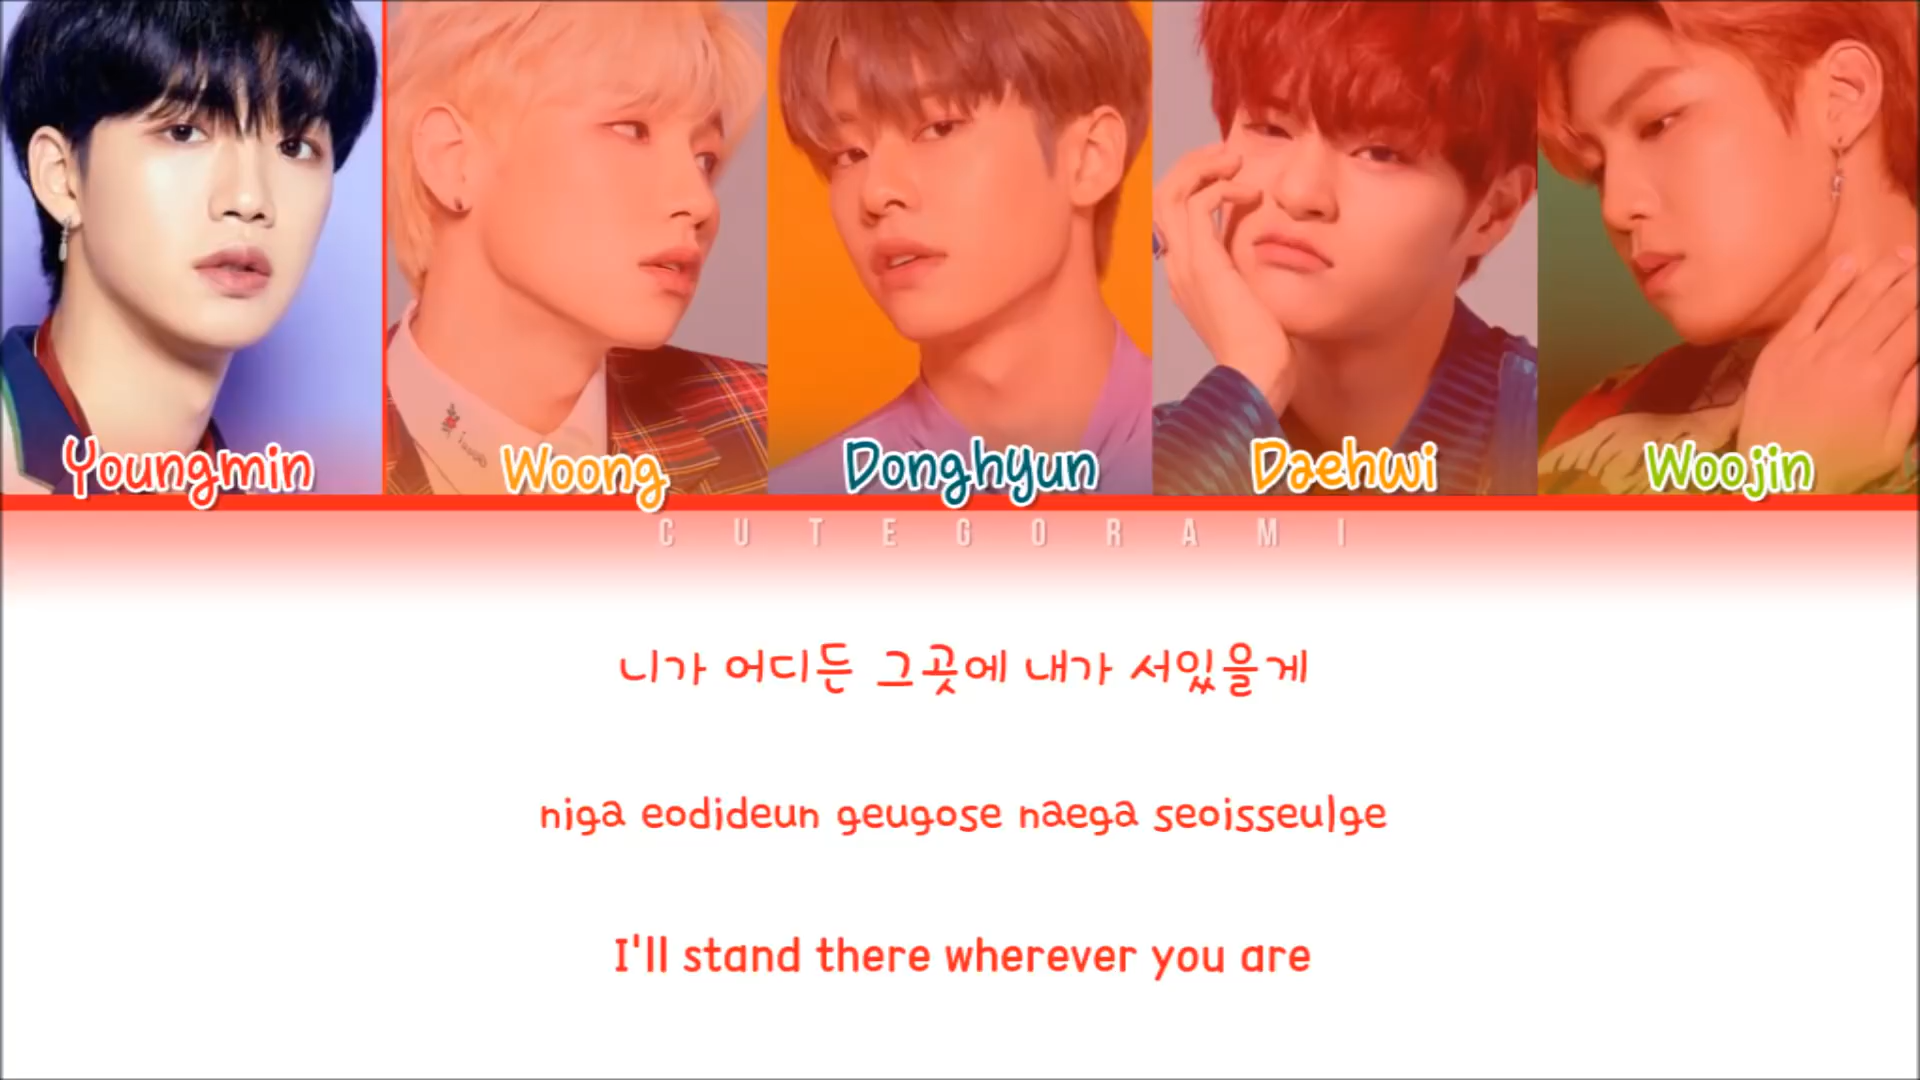 Youngmin Woong Donghyun Daehwi Woojin
CUTEGORAMI
니가 어디든 그곳에 내가 서있을게
niga eodideun geugose naega seoisseulge
I'll stand there wherever you are